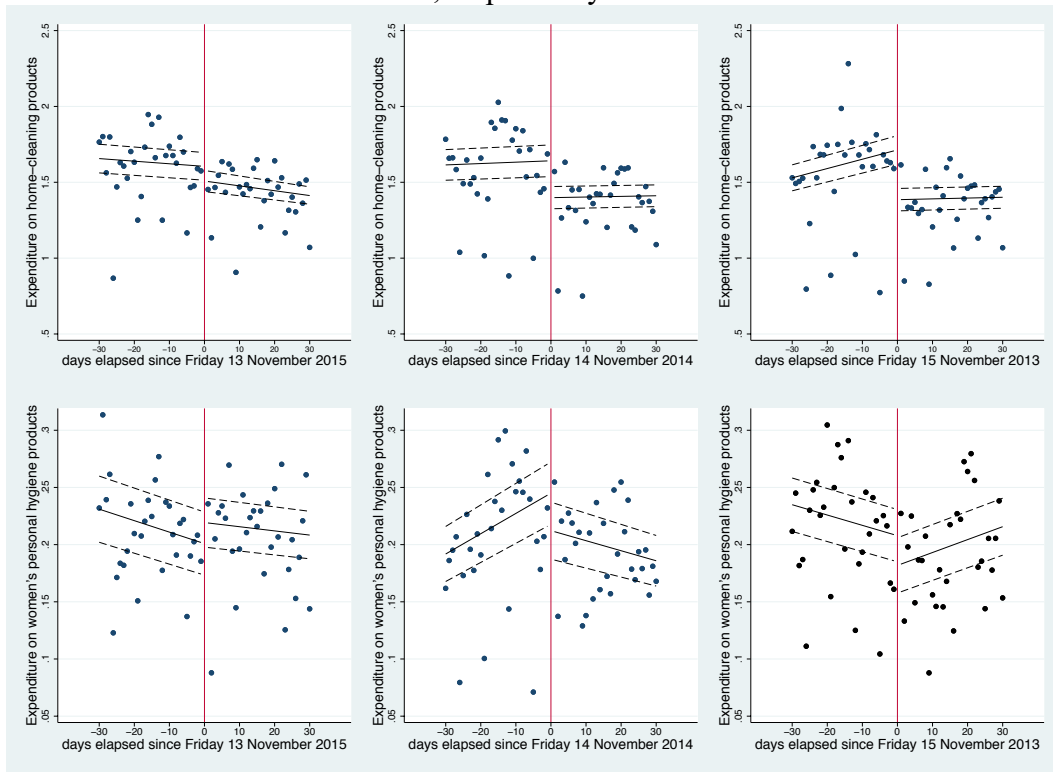 , respectively
Expenditure on home–cleaning products
2.5
2
1.5
1
.5
–30 –20 –10 0 10 20 30
days elapsed since Friday 13 November 2015
Expenditure on home–cleaning products
2.5
2
1.5
1
.5
–30 –20 –10 0 10 20 30
days elapsed since Friday 14 November 2014
Expenditure on home–cleaning products
2.5
2
1.5
1
.5
–30 –20 –10 0 10 20 30
days elapsed since Friday 15 November 2013
Expenditure on women's personal hygiene products
.3
.25
.2
.15
.1
.05
–30 –20 –10 0 10 20 30
days elapsed since Friday 13 November 2015
Expenditure on women's personal hygiene products
.3
.25
.2
.15
.1
.05
–30 –20 –10 0 10 20 30
days elapsed since Friday 14 November 2014
Expenditure on women's personal hygiene products
.3
.25
.2
.15
.1
.05
–30 –20 –10 0 10 20 30
days elapsed since Friday 15 November 2013